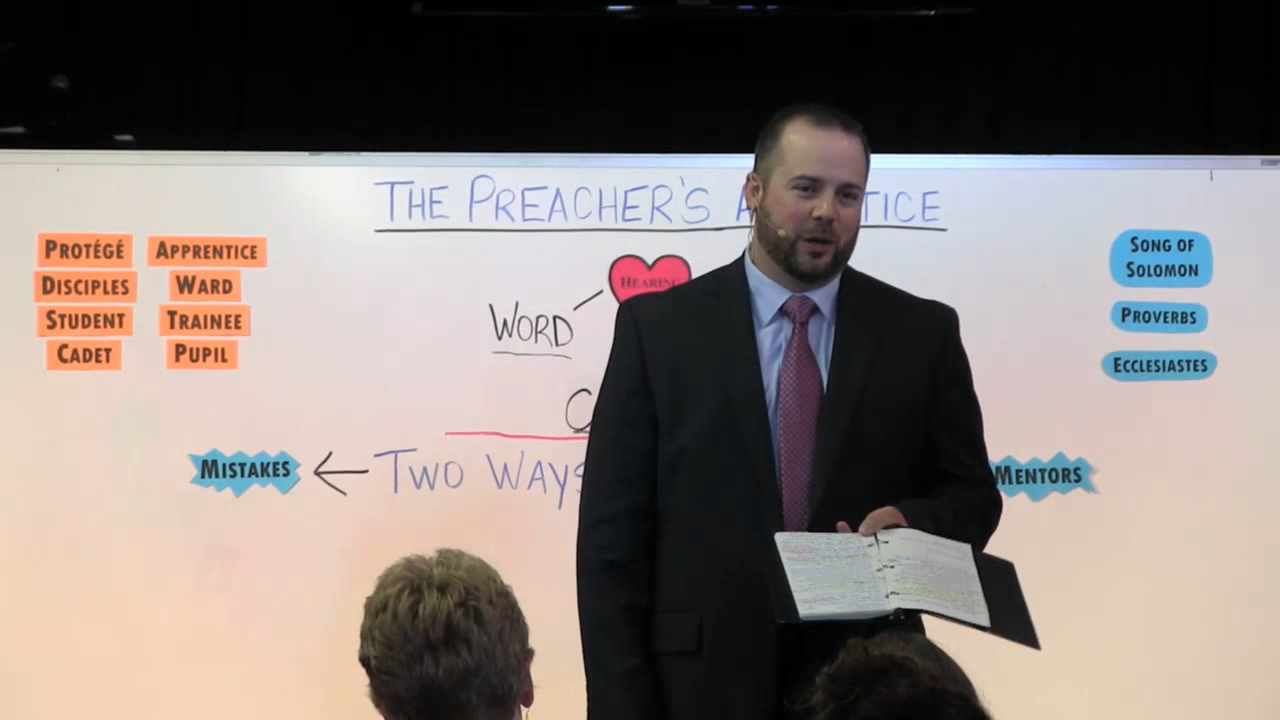 THE PREACHER'S A TICE
PROTÉGÉ APPRENTICE
DISCIPLES WARD
STUDENT TRAINEE
CADET PUPIL
HEARING
WORD
C
SONG OF
SOLOMON
PROVERBS
ECCLESIASTES
MISTAKES
TWO WAYS
MENTORS